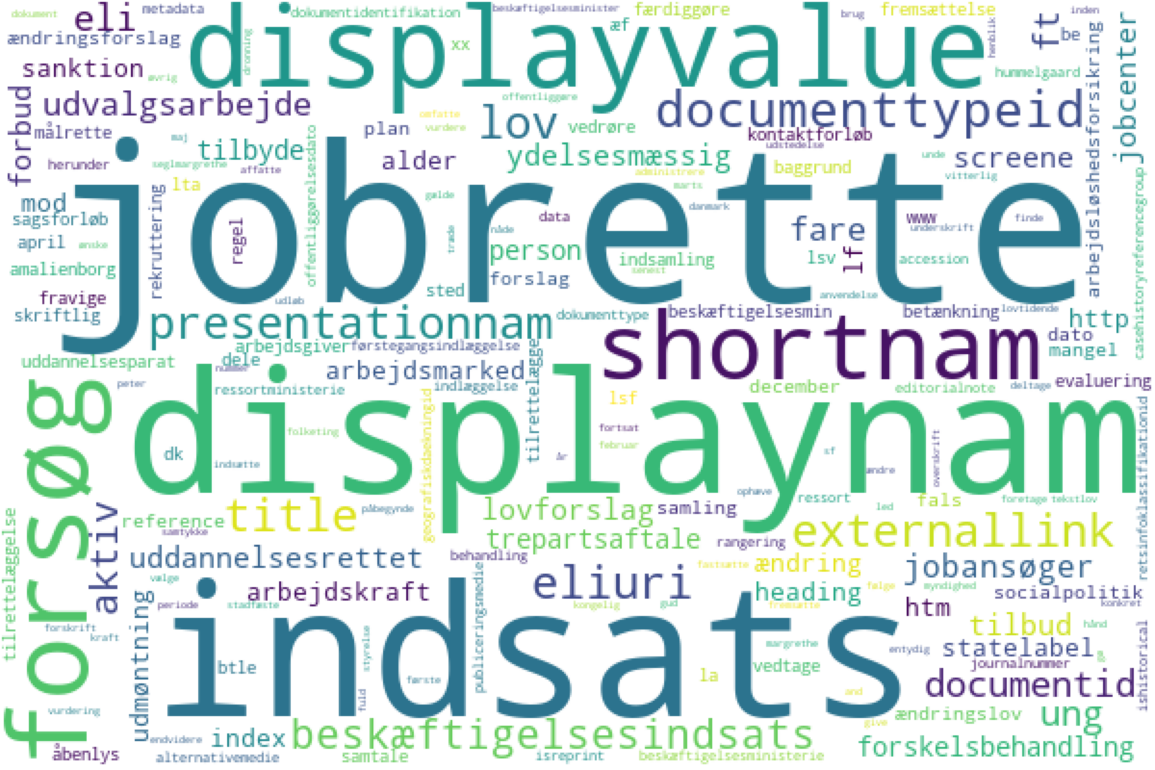 metadata
beskæftigelsesminister
eli
dokumentidentifikation
færdiggøre
fremsættelse
dokument
ændringsforslag
displayvalue
æf
xx
ft
be
inden
henblik
dronning
sanktion
øvrig
hummelgaard
forbud
udvalgsarbejde
offentliggøre
documenttypeid
jobcenter
arbejdsløshedsforsikring
målrette
maj
plan
omfatte
vurdere
lov
vedrøre
kontaktforløb
udstedelse
offentliggørelsesdato
tilbyde
herunder
seglmargrethe
affatte
alder
ydelsesmæssig
baggrund
screene
administrere
unde
vitterlig
marts
jobrette
lta
mod
sagsforløb
rekruttering
regel
gælde
data
danmark
www
underskrift
finde
april
ønske
træde
nåde
person
fare
lf
indsamling
lsv
accession
amalienborg
senest
fravige
sted
forslag
anvendelse
udløb
skriftlig
presentationnam
dokumenttype
beskæftigelsesmin
betænkning
lovtidende
http
casehistoryreferencegroup
shortnam
dato
mangel
uddannelsesparat
arbejdsgiver
førstegangsindlæggelse
dele
nummer
tilrettelægge
peter
ressortministerie
arbejdsmarked
indlæggelse
december
editorialnote
deltage
evaluering
forsøg
displaynam
lsf
fortsat
februar
folketing
geografiskdaekningid
dk
indsætte
år
sf
ændre
overskrift
retsinfoklassifikationid
ophæve
ressort
led
fals
foretage
tekstlov
aktiv
reference
title
påbegynde
lovforslag
samling
externallink
samtykke
trepartsaftale
rangering
tilrettelæggelse
uddannelsesrettet
behandling
fastsætte
ændring
jobansøger
vælge
eliuri
følge
myndighed
heading
socialpolitik
arbejdskraft
periode
stadfæste
publiceringsmedie
kongelig
gud
fremsætte
htm
konkret
tilbud
hånd
forskrift
kraft
indsats
udmøntning
margrethe
entydig
statelabel
journalnummer
ishistorical
btle
styrelse
første
vedtage
la
fuld
and
documentid
vurdering
give
ændringslov
ung
index
beskæftigelsesindsats
forskelsbehandling
åbenlys
endvidere
alternativemedie
samtale
isreprint
beskæftigelsesministerie
brug